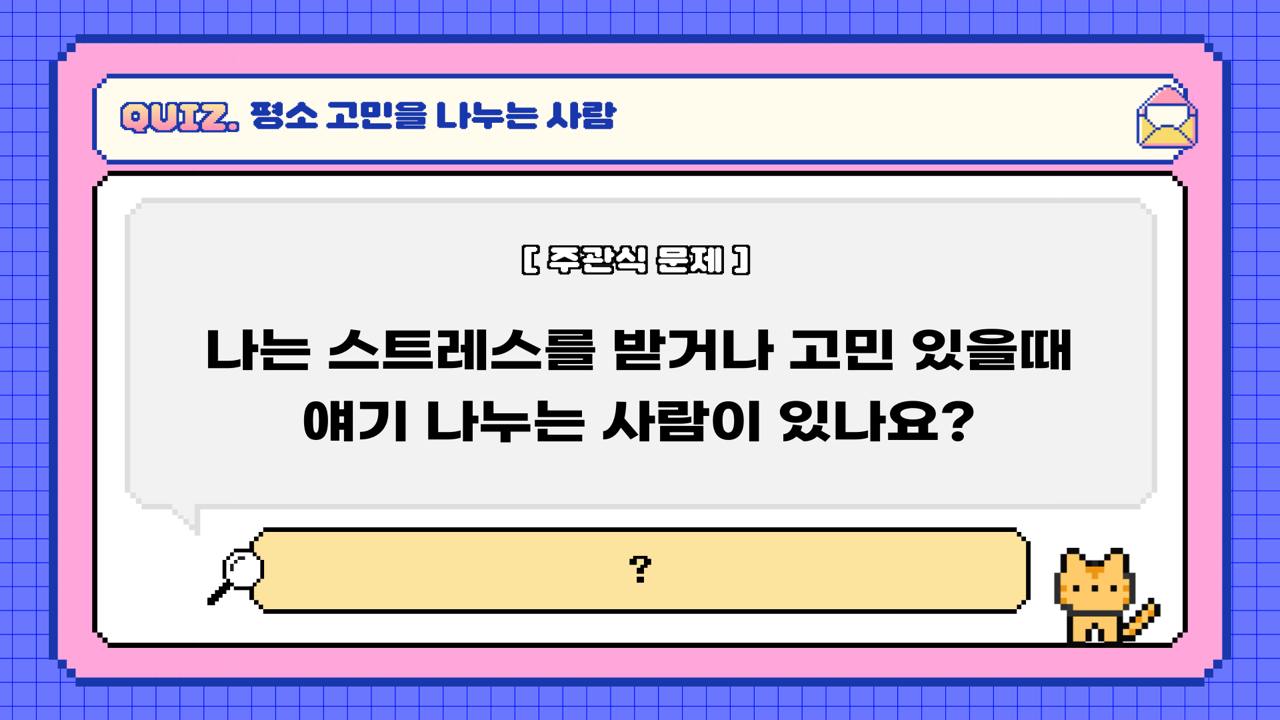 QUIZ. 평소 고민을 나누는 사람
[ 주관식 문제 ]
나는 스트레스를 받거나 고민 있을때
얘기 나누는 사람이 있나요?
?